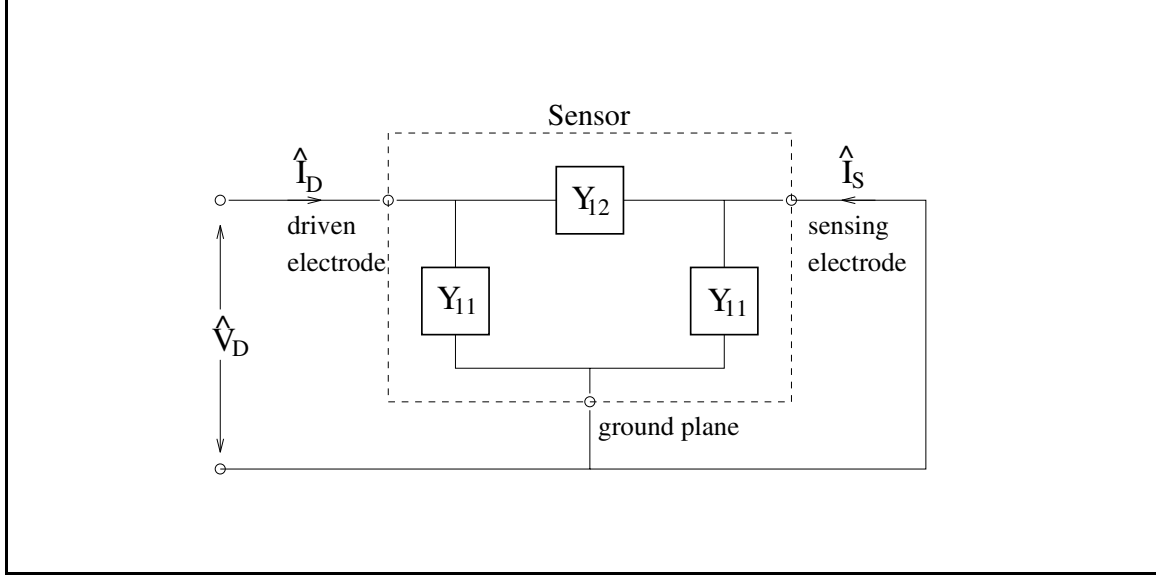 Sensor
Î_D
Î_S
Y_12
driven
electrode
sensing
electrode
Y_11
Y_11
V̂_D
ground plane